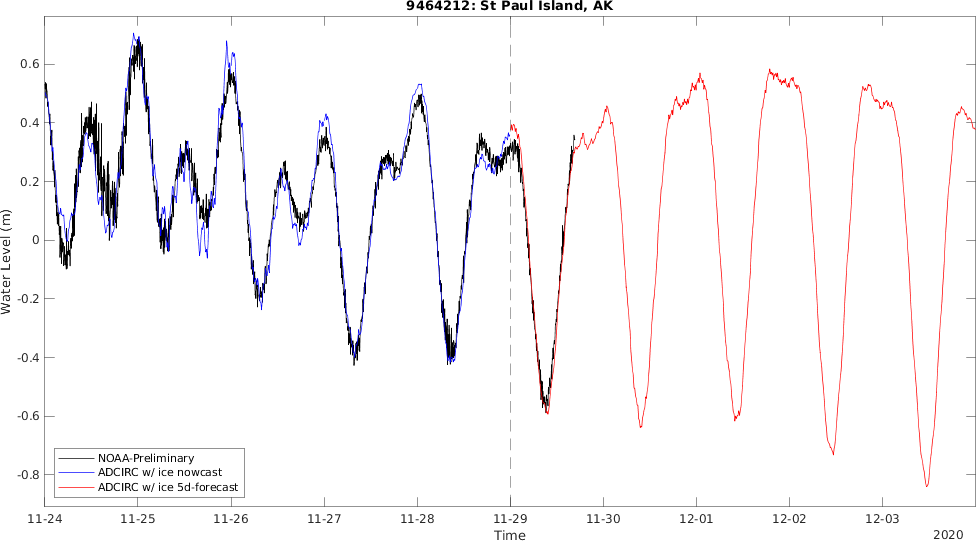 9464212: St Paul Island, AK
Water Level (m)
0.6
0.4
0.2
0
-0.2
-0.4
-0.6
-0.8
NOAA-Preliminary
ADCIRC w/ ice nowcast
ADCIRC w/ ice 5d-forecast
11-24 11-25 11-26 11-27 11-28 11-29 11-30 12-01 12-02 12-03
Time
2020